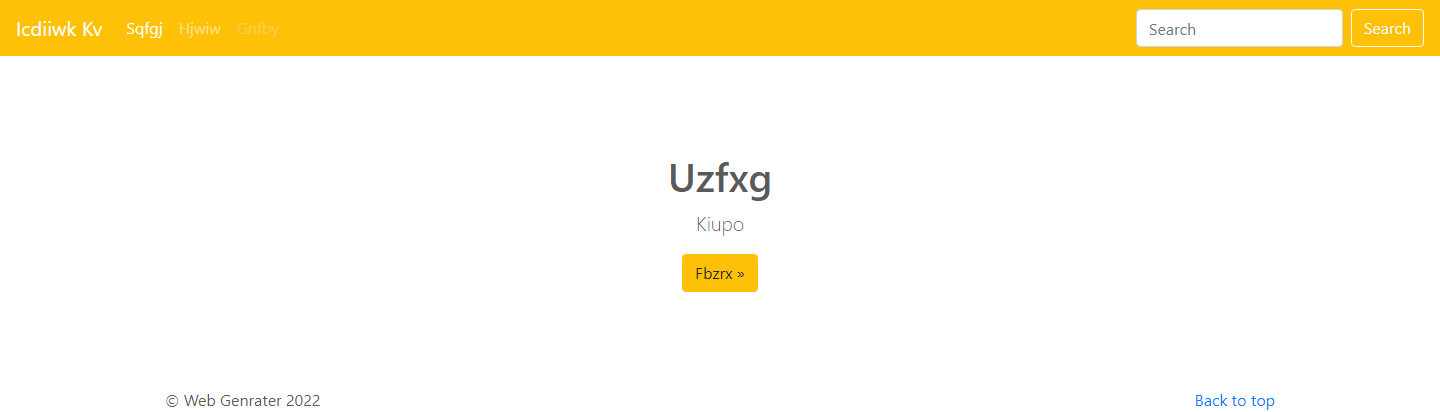 Icdiiwk Kv Sqfgj Hjwiw Gnfby Search Search
Uzfxg
Kiupo
Fbzrx »
© Web Genrater 2022 Back to top